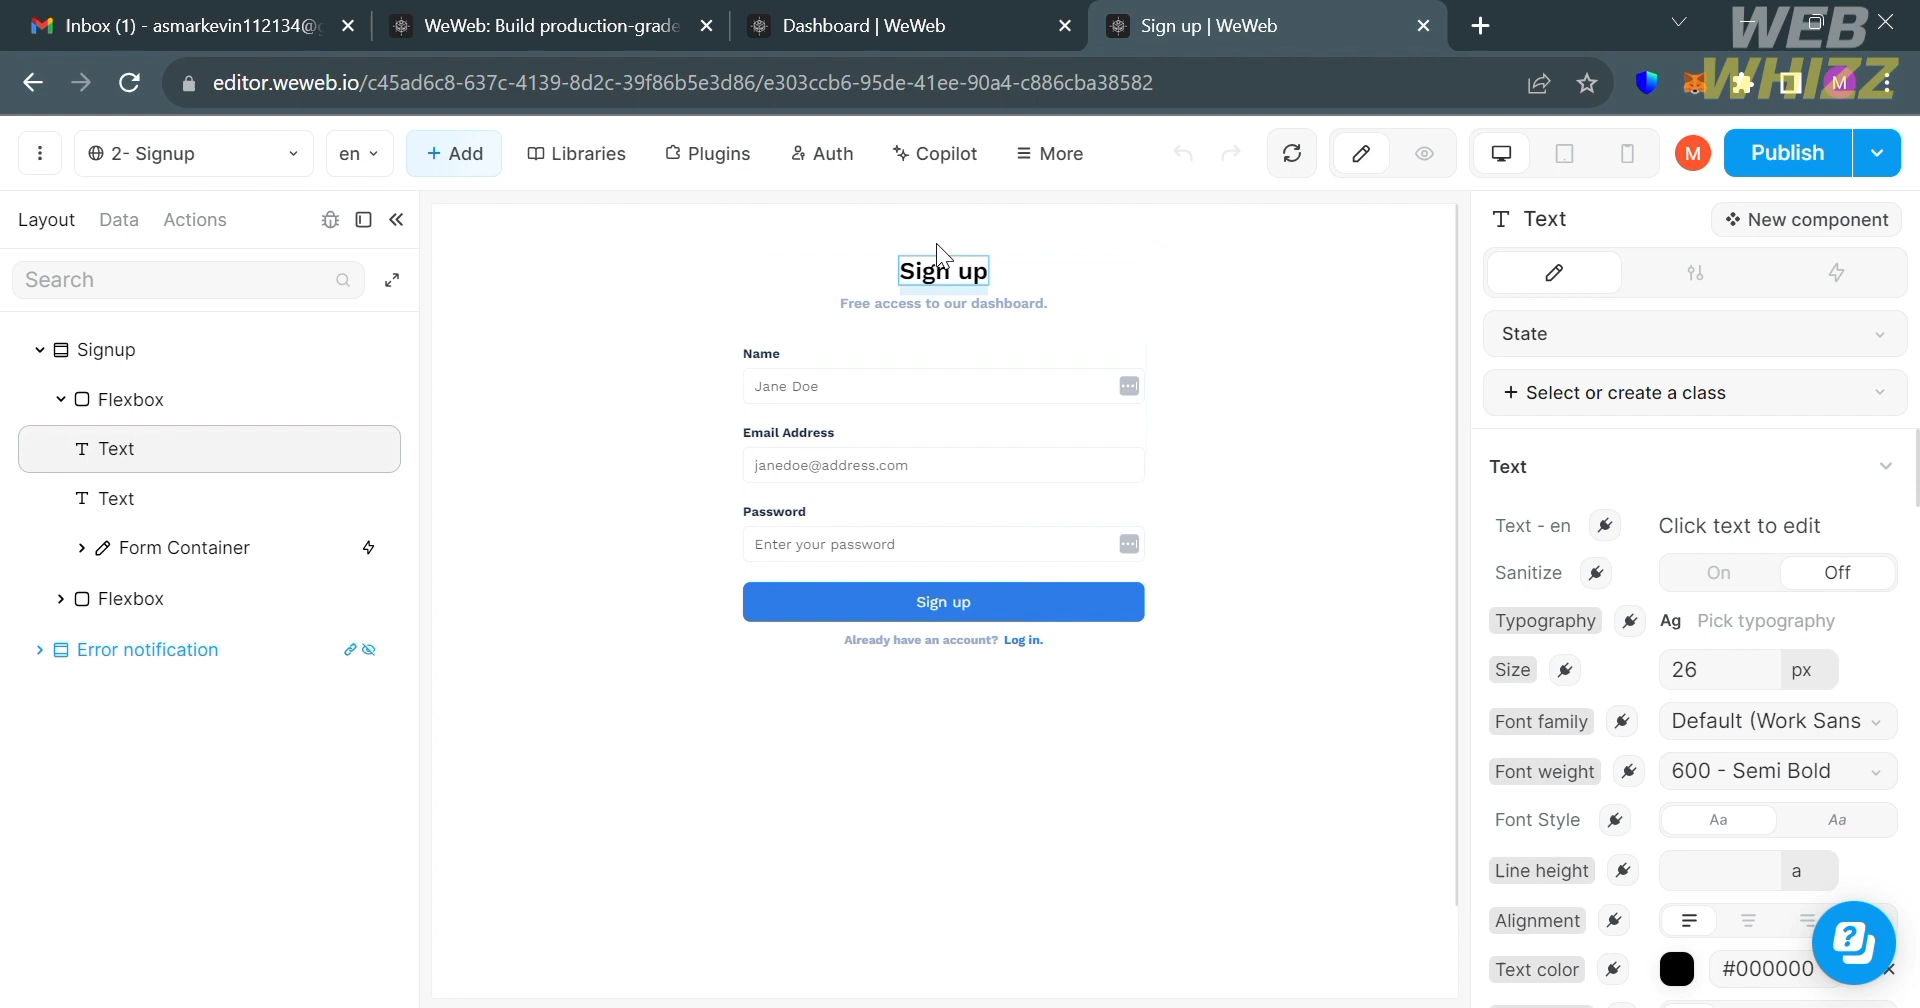 Inbox (1) - asmarkevin112134@g
WeWeb: Build production-grade
Dashboard | WeWeb
Sign up | WeWeb
WEB
WHIZZ
editor.weweb.io/c45ad6c8-637c-4139-8d2c-39f86b5e3d86/e303ccb6-95de-41ee-90a4-c886cba38582
M
2- Signup
en
+ Add
Libraries
Plugins
Auth
Copilot
More
M
Publish
Layout Data Actions
Search
Signup
Flexbox
T Text
T Text
Form Container
Flexbox
Error notification
Sign up
Free access to our dashboard.
Name
Jane Doe
Email Address
janedoe@address.com
Password
Enter your password
Sign up
Already have an account? Log in.
T Text
New component
State
+ Select or create a class
Text
Text - en
Click text to edit
Sanitize
On
Off
Typography
Ag Pick typography
Size
26 px
Font family
Default (Work Sans
Font weight
600 - Semi Bold
Font Style
Aa
Aa
Line height
a
Alignment
Text color
#000000